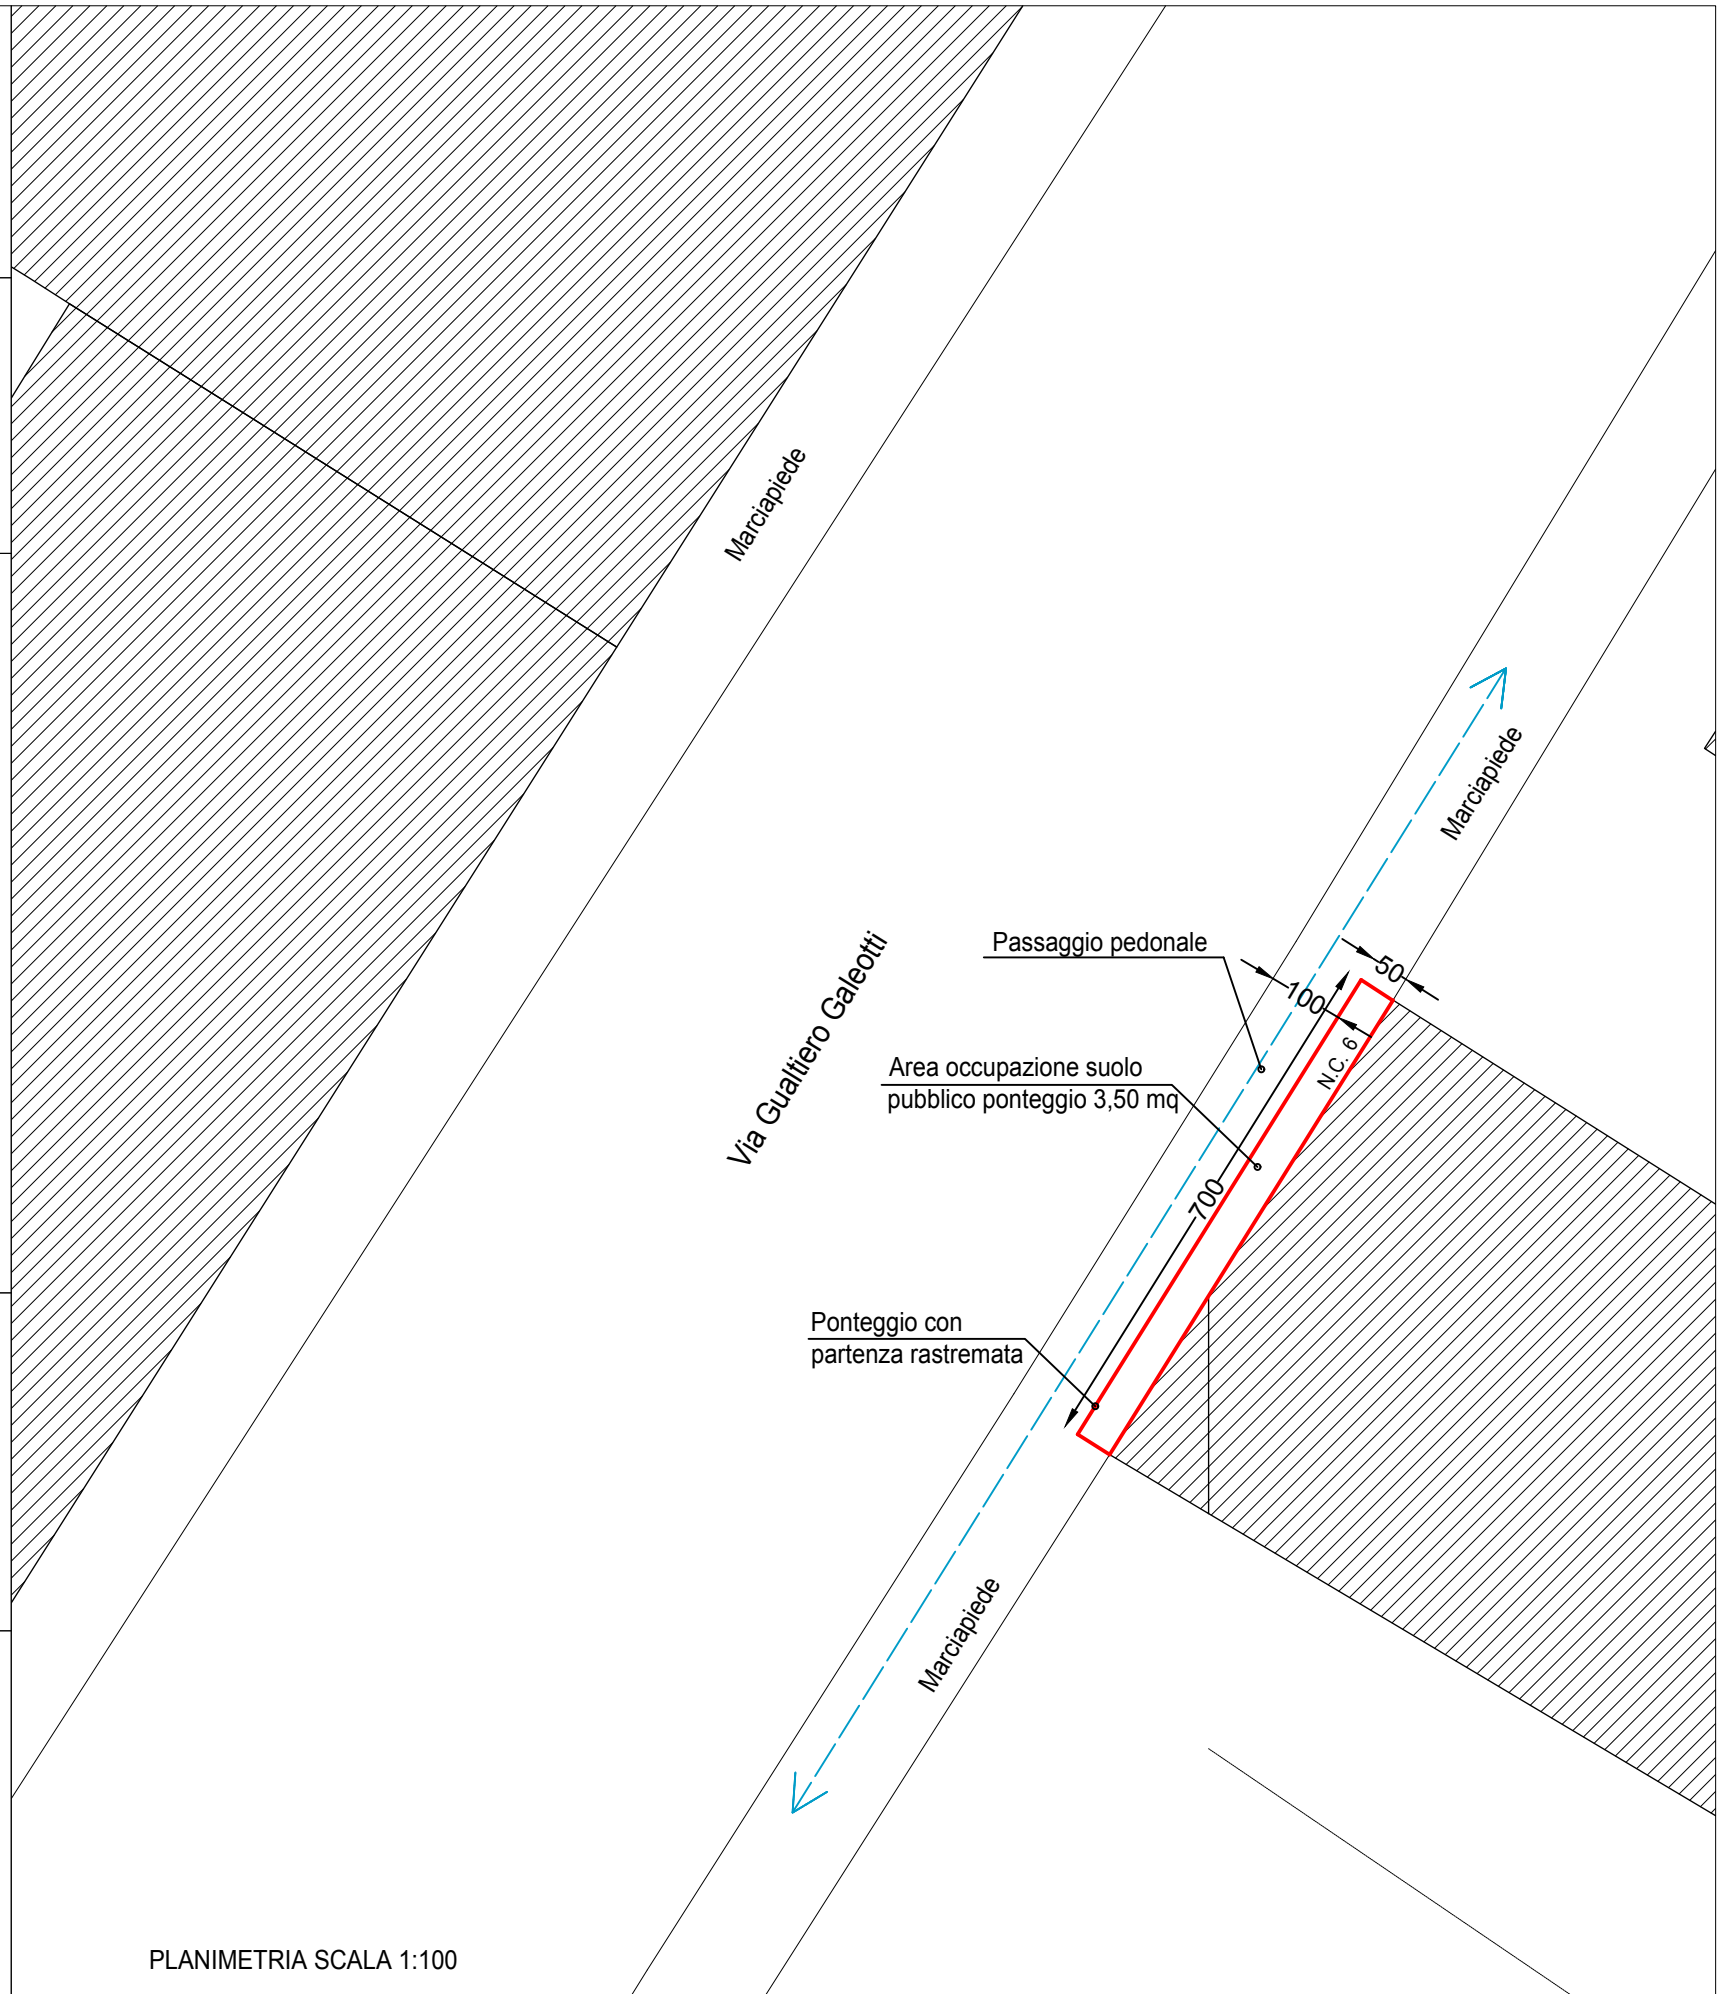 Marciapiede
Marciapiede
Via Gualtiero Galeotti
Passaggio pedonale
50
100
N.C. 6
Area occupazione suolo
pubblico ponteggio 3,50 mq
700
Ponteggio con
partenza rastremata
Marciapiede
PLANIMETRIA SCALA 1:100